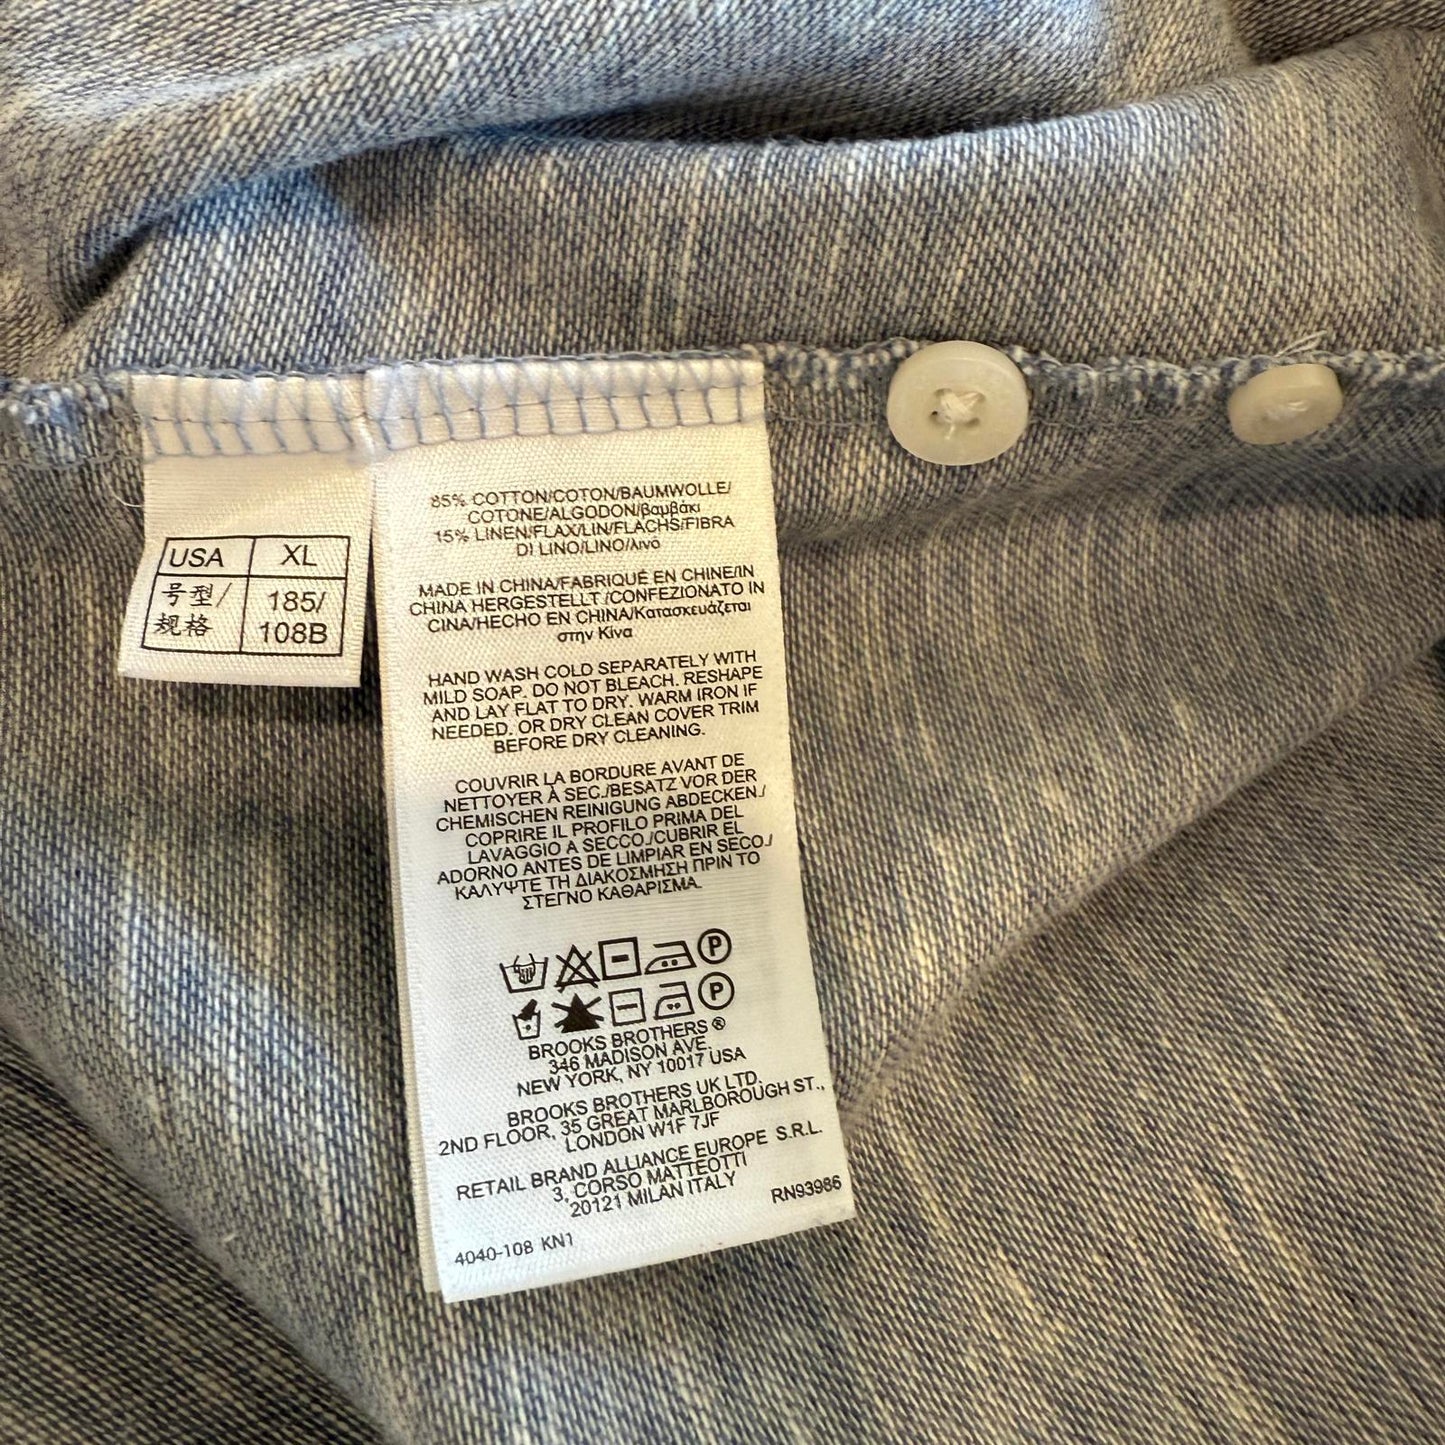 USA XL
号型/ 185/
规格 108B
85% COTTON/COTON/BAUMWOLLE/
COTONE/ALGODON/βαμβάκι
15% LINEN/FLAX/LIN/FLACHS/FIBRA
DI LINO/LINO/λινό
MADE IN CHINA/FABRIQUÉ EN CHINE/IN
CHINA HERGESTELLT /CONFEZIONATO IN
CINA/HECHO EN CHINA/Κατασκευάζεται
στην Κίνα
HAND WASH COLD SEPARATELY WITH
MILD SOAP. DO NOT BLEACH. RESHAPE
AND LAY FLAT TO DRY. WARM IRON IF
NEEDED. OR DRY CLEAN COVER TRIM
BEFORE DRY CLEANING.
COUVRIR LA BORDURE AVANT DE
NETTOYER À SEC./BESATZ VOR DER
CHEMISCHEN REINIGUNG ABDECKEN./
COPRIRE IL PROFILO PRIMA DEL
LAVAGGIO A SECCO./CUBRIR EL
ADORNO ANTES DE LIMPIAR EN SECO./
ΚΑΛΥΨΤΕ ΤΗ ΔΙΑΚΟΣΜΗΣΗ ΠΡΙΝ ΤΟ
ΣΤΕΓΝΟ ΚΑΘΑΡΙΣΜΑ.
P
P
BROOKS BROTHERS ®
346 MADISON AVE.
NEW YORK, NY 10017 USA
BROOKS BROTHERS UK LTD.
2ND FLOOR, 35 GREAT MARLBOROUGH ST.,
LONDON W1F 7JF
RETAIL BRAND ALLIANCE EUROPE S.R.L.
3, CORSO MATTEOTTI
20121 MILAN ITALY
RN93986
4040-108 KN1